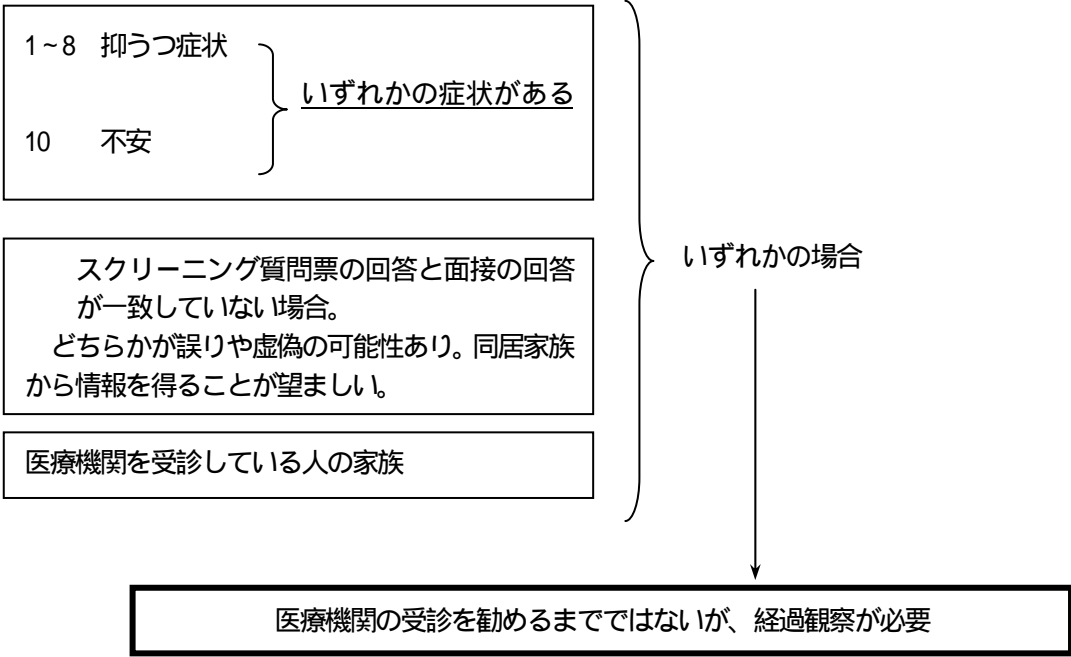 1~8 抑うつ症状
いずれかの症状がある
10 不安
スクリーニング質問票の回答と面接の回答
が一致していない場合。
どちらかが誤りや虚偽の可能性あり。同居家族
から情報を得ることが望ましい。
いずれかの場合
医療機関を受診している人の家族
医療機関の受診を勧めるまでではないが、経過観察が必要